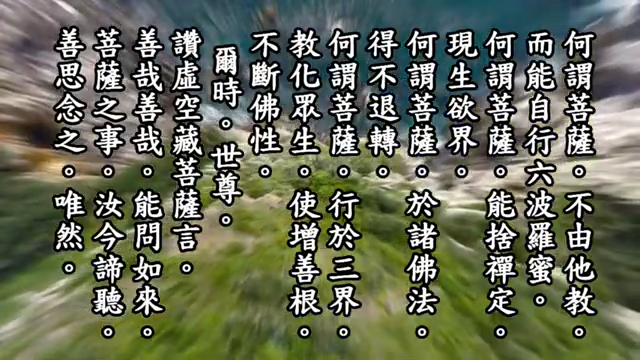 何謂菩薩。不由他教。
而能自行六波羅蜜。
何謂菩薩。能捨禪定。
現生欲界。
何謂菩薩。於諸佛法。
得不退轉。
何謂菩薩。行於三界。
教化眾生。使增善根。
不斷佛性。
爾時。世尊。
讚虛空藏菩薩言。
善哉善哉。能問如來。
菩薩之事。汝今諦聽。
善思念之。唯然。